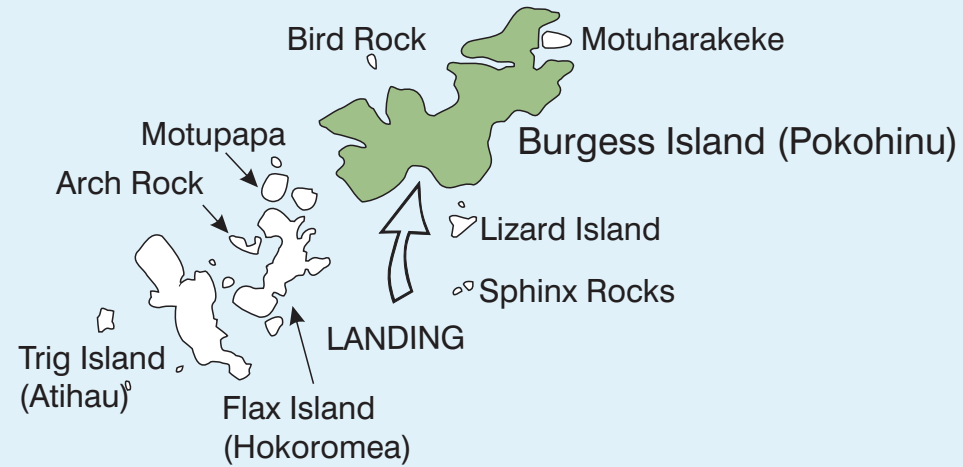 Bird Rock
Motuharakeke
Motupapa
Burgess Island (Pokohinu)
Arch Rock
Lizard Island
Sphinx Rocks
LANDING
Trig Island
(Atihau)
Flax Island
(Hokoromea)